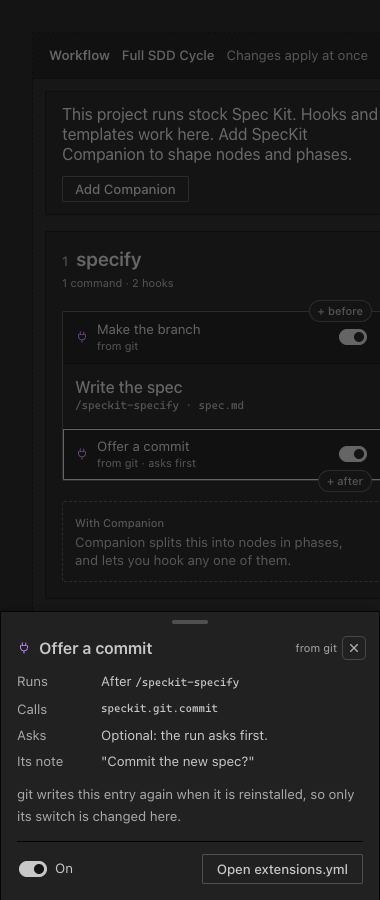 Workflow Full SDD Cycle Changes apply at once
This project runs stock Spec Kit. Hooks and
templates work here. Add SpecKit
Companion to shape nodes and phases.
Add Companion
1 specify
1 command · 2 hooks
+ before
Make the branch
from git
Write the spec
/speckit-specify · spec.md
Offer a commit
from git · asks first
+ after
With Companion
Companion splits this into nodes in phases,
and lets you hook any one of them.
Offer a commit from git
Runs After /speckit-specify
Calls speckit.git.commit
Asks Optional: the run asks first.
Its note "Commit the new spec?"
git writes this entry again when it is reinstalled, so only
its switch is changed here.
On Open extensions.yml